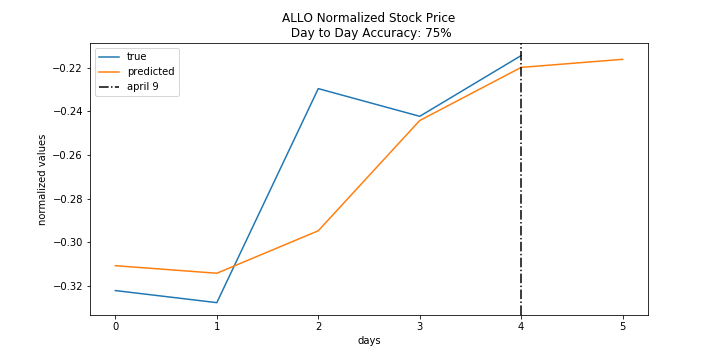 ALLO Normalized Stock Price
Day to Day Accuracy: 75%
true
predicted
april 9
−0.22
−0.24
−0.26
−0.28
−0.30
−0.32
normalized values
0 1 2 3 4 5
days